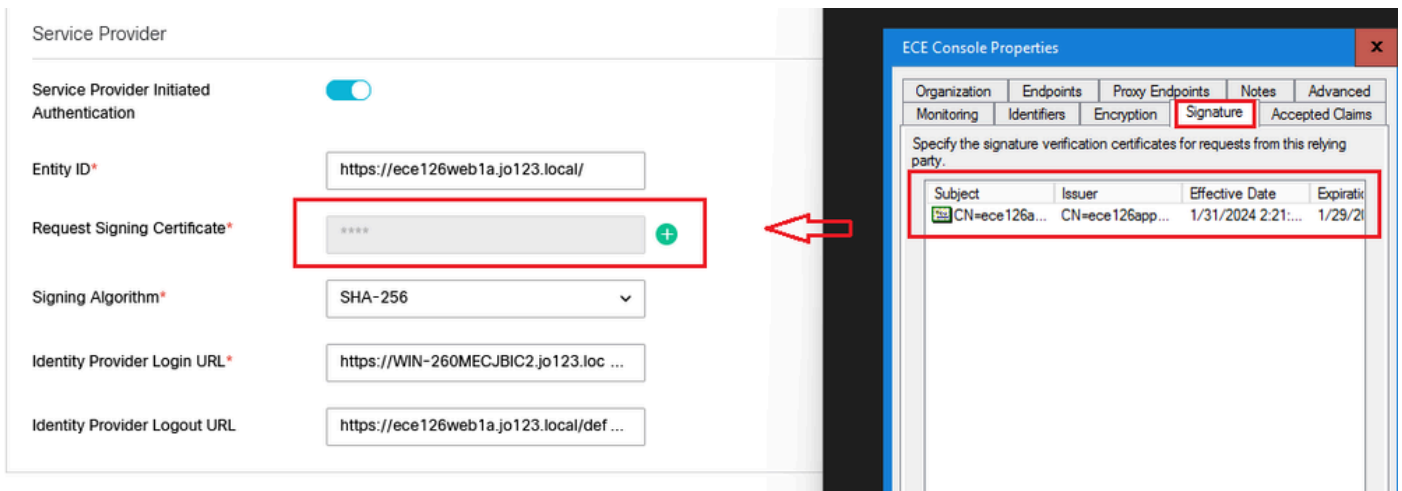 Service Provider
Service Provider Initiated
Authentication
Entity ID*
https://ece126web1a.jo123.local/
Request Signing Certificate*
****
Signing Algorithm*
SHA-256
Identity Provider Login URL*
https://WIN-260MECJBIC2.jo123.loc ...
Identity Provider Logout URL
https://ece126web1a.jo123.local/def ...
ECE Console Properties
x
Organization Endpoints Proxy Endpoints Notes Advanced
Monitoring Identifiers Encryption Signature Accepted Claims
Specify the signature verification certificates for requests from this relying
party.
Subject Issuer Effective Date Expiratic
CN=ece126a... CN=ece126app... 1/31/2024 2:21:... 1/29/20